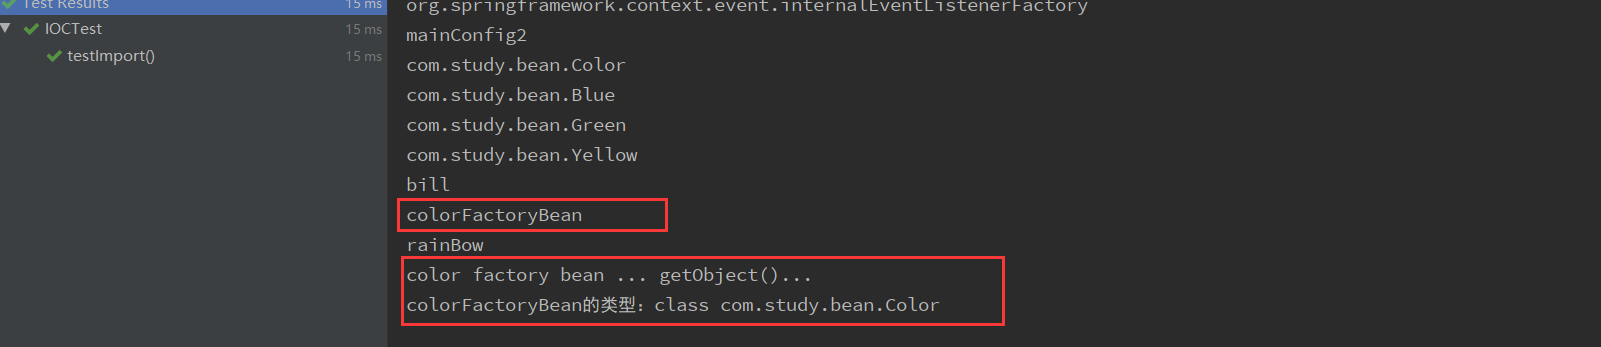 Test Results 15 ms
IOCTest 15 ms
testImport() 15 ms
org.springframework.context.event.internalEventListenerFactory
mainConfig2
com.study.bean.Color
com.study.bean.Blue
com.study.bean.Green
com.study.bean.Yellow
bill
colorFactoryBean
rainBow
color factory bean ... getObject()...
colorFactoryBean的类型：class com.study.bean.Color